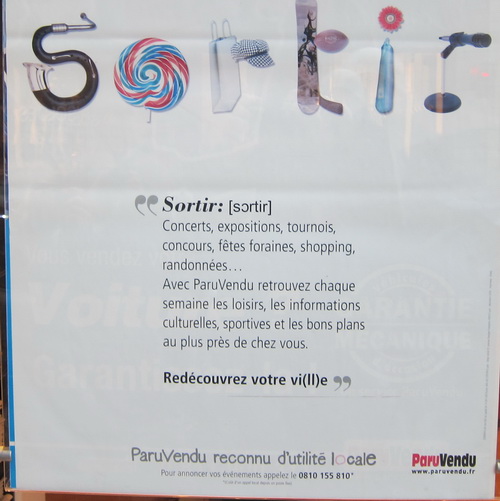 Sortir
“ Sortir: [sɔrtir]
Concerts, expositions, tournois,
concours, fêtes foraines, shopping,
randonnées…
Avec ParuVendu retrouvez chaque
semaine les loisirs, les informations
culturelles, sportives et les bons plans
au plus près de chez vous.
Redécouvrez votre vi(ll)e ”
ParuVendu reconnu d'utilité locale
Pour annoncer vos événements appelez le 0810 155 810*
ParuVendu
www.paruvendu.fr